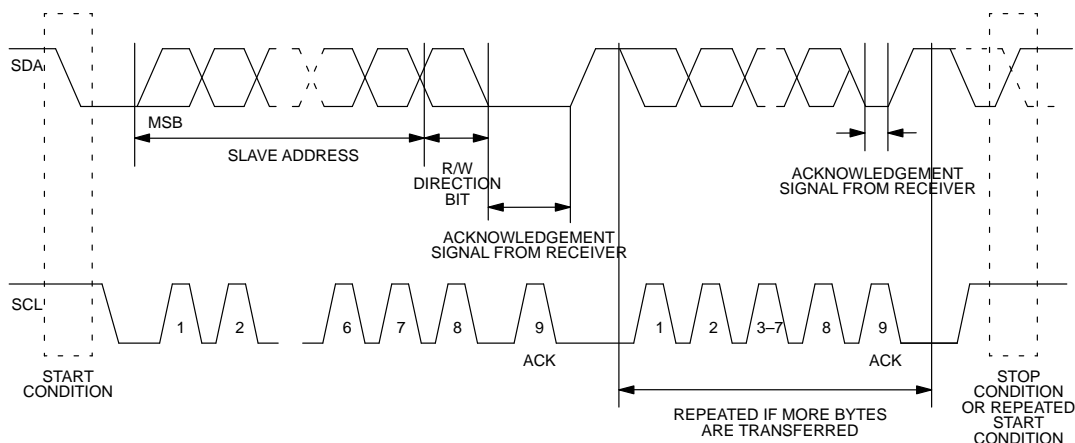 SDA
MSB
SLAVE ADDRESS
R/W
DIRECTION
BIT
ACKNOWLEDGEMENT
SIGNAL FROM RECEIVER
ACKNOWLEDGEMENT
SIGNAL FROM RECEIVER
SCL
1
2
6
7
8
9
1
2
3–7
8
9
ACK
ACK
START
CONDITION
REPEATED IF MORE BYTES
ARE TRANSFERRED
STOP
CONDITION
OR REPEATED
START
CONDITION